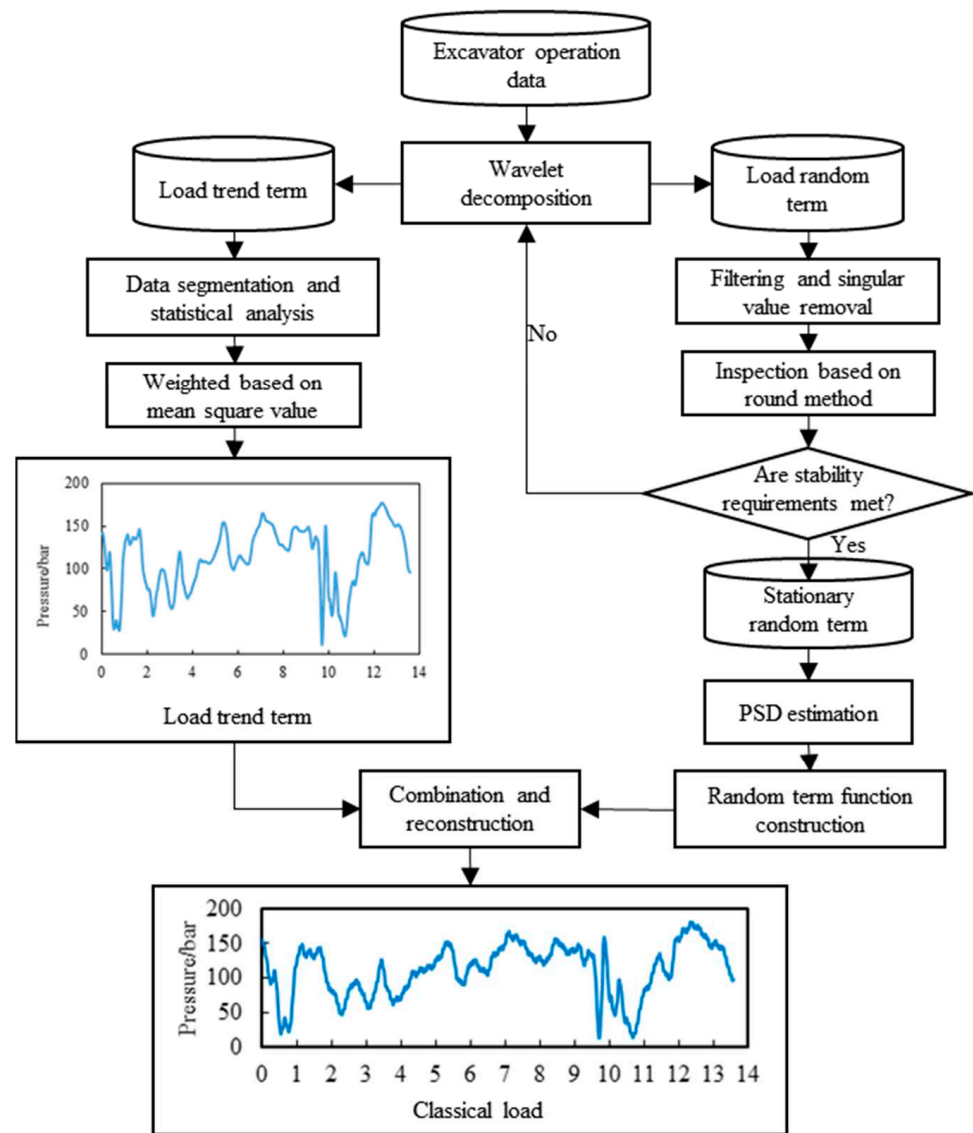 Excavator operation
data
Wavelet
decomposition
Load trend term
Load random
term
Data segmentation and
statistical analysis
Filtering and singular
value removal
No
Weighted based on
mean square value
Inspection based on
round method
Are stability
requirements met?
Yes
200
150
100
50
0
Pressure/bar
0 2 4 6 8 10 12 14
Load trend term
Stationary
random term
PSD estimation
Combination and
reconstruction
Random term function
construction
200
150
100
50
0
Pressure/bar
0 1 2 3 4 5 6 7 8 9 10 11 12 13 14
Classical load